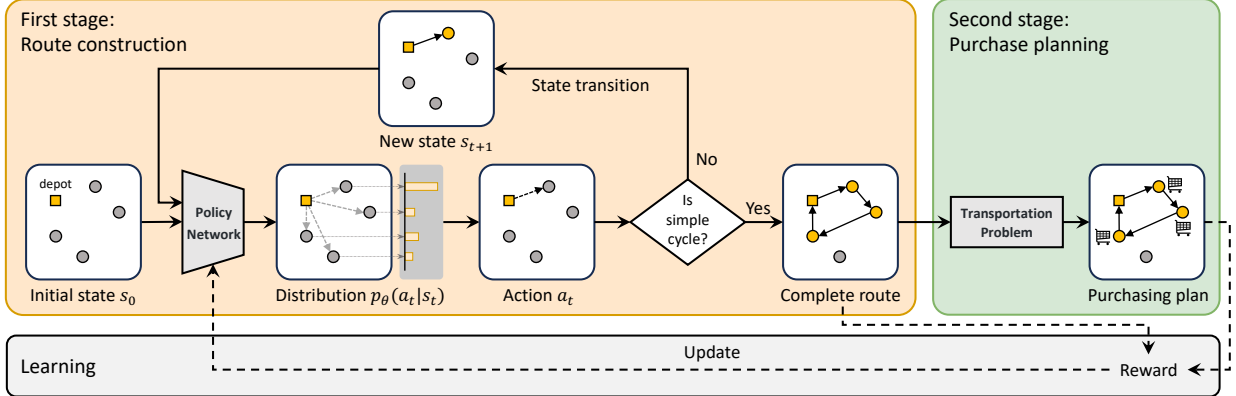 First stage:
Route construction
Second stage:
Purchase planning
State transition
New state $s_{t+1}$
No
depot
Policy
Network
Is
simple
cycle?
Yes
Transportation
Problem
Initial state $s_0$
Distribution $p_\theta(a_t|s_t)$
Action $a_t$
Complete route
Purchasing plan
Update
Learning
Reward